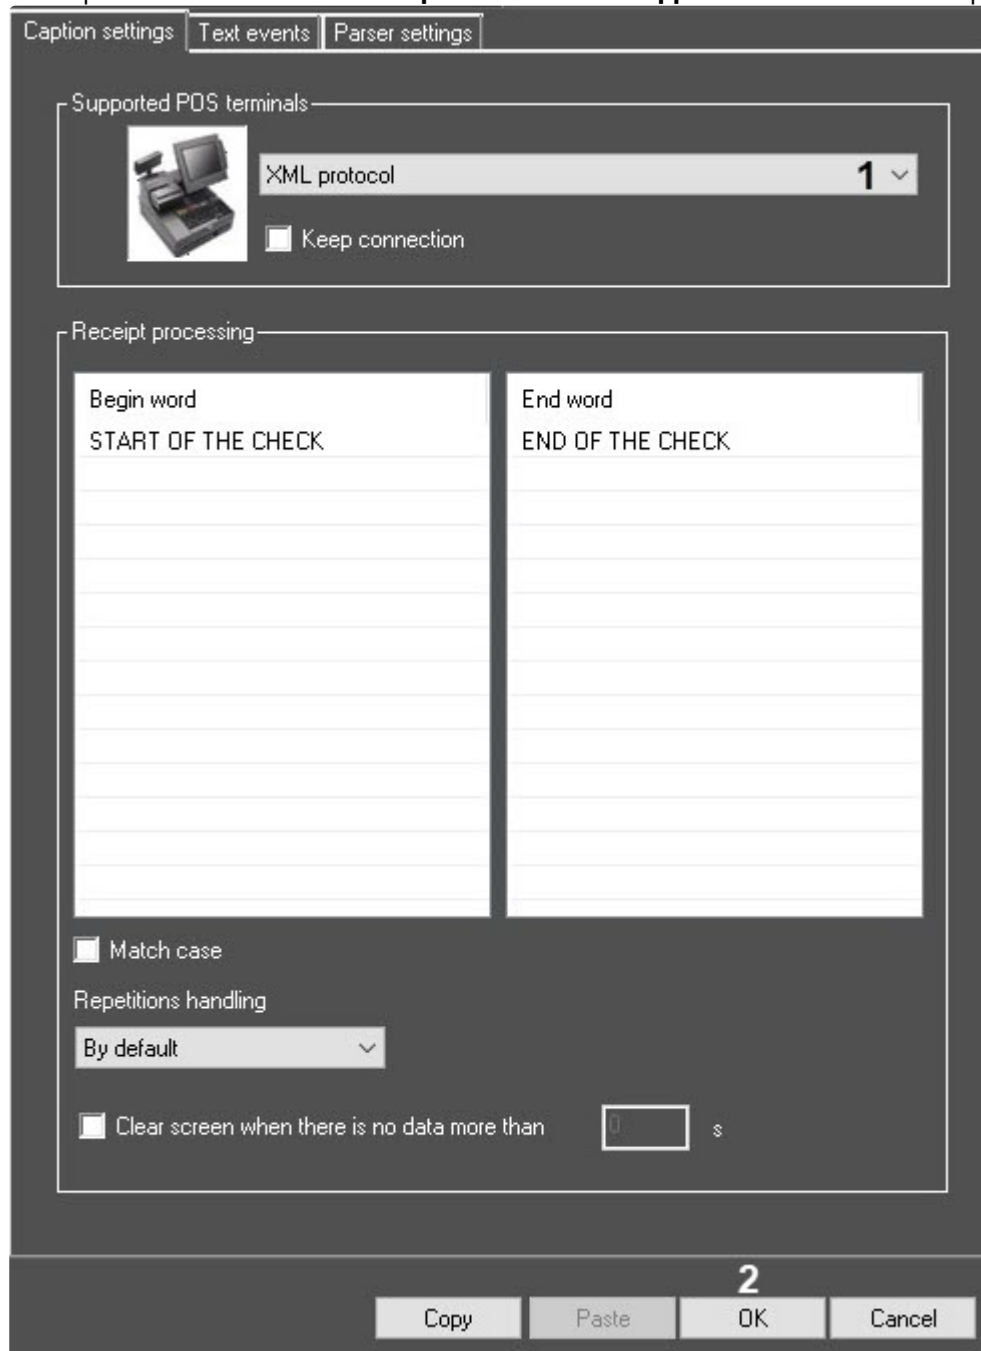 Caption settings Text events Parser settings
Supported POS terminals
XML protocol 1
Keep connection
Receipt processing
Begin word End word
START OF THE CHECK END OF THE CHECK
Match case
Repetitions handling
By default
Clear screen when there is no data more than 0 s
2
Copy Paste OK Cancel